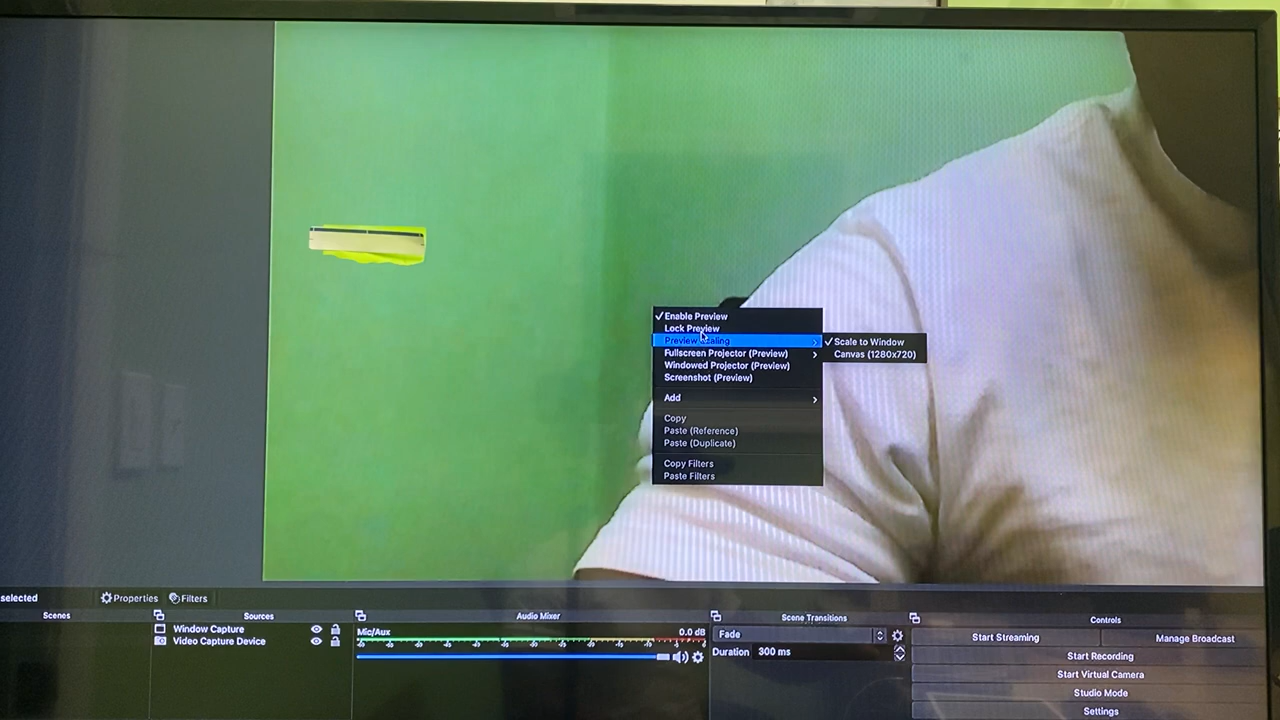 ✓ Enable Preview
Lock Preview
Preview Scaling
Fullscreen Projector (Preview)
Windowed Projector (Preview)
Screenshot (Preview)
Add
Copy
Paste (Reference)
Paste (Duplicate)
Copy Filters
Paste Filters
✓ Scale to Window
Canvas (1280x720)
selected
Properties
Filters
Scenes
Sources
Window Capture
Video Capture Device
Audio Mixer
Mic/Aux 0.0 dB
Scene Transitions
Fade
Duration 300 ms
Controls
Start Streaming
Manage Broadcast
Start Recording
Start Virtual Camera
Studio Mode
Settings